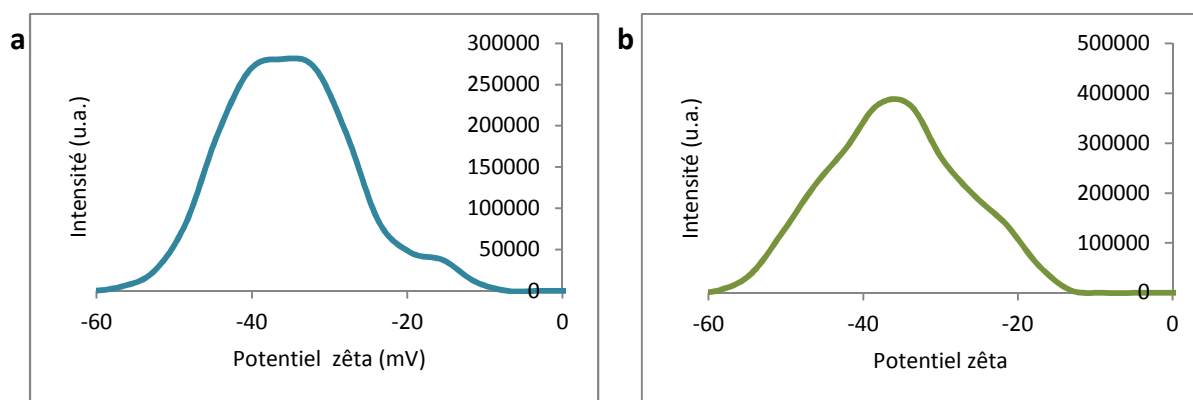 a
300000
250000
200000
150000
100000
50000
0
Intensité (u.a.)
-60 -40 -20 0
Potentiel zêta (mV)
b
500000
400000
300000
200000
100000
0
Intensité (u.a.)
-60 -40 -20 0
Potentiel zêta